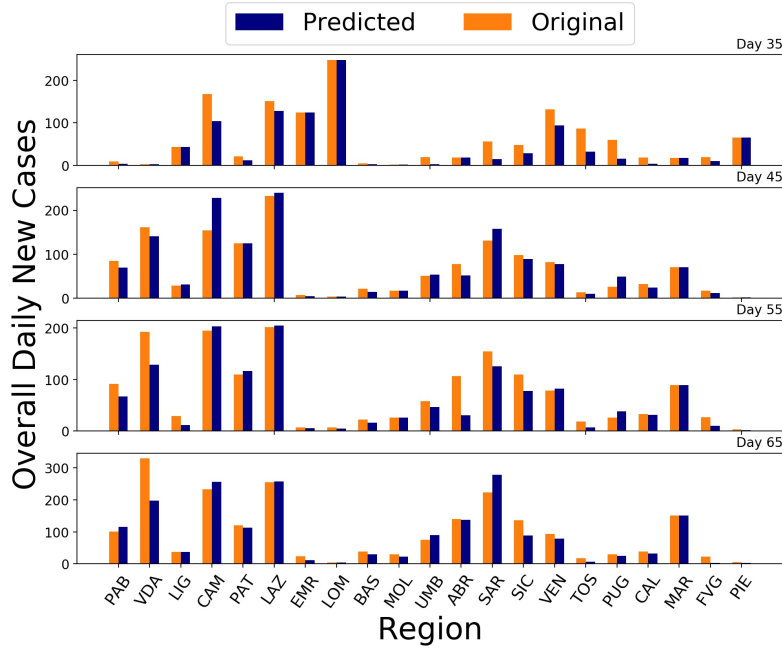 Predicted Original
Day 35
200
100
0
Day 45
200
100
0
Day 55
200
100
0
Day 65
300
200
100
0
Overall Daily New Cases
PAB VDA LIG CAM PAT LAZ EMR LOM BAS MOL UMB ABR SAR SIC VEN TOS PUG CAL MAR FVG PIE
Region